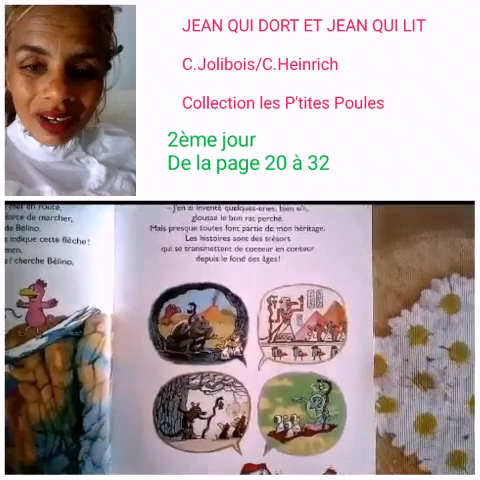 JEAN QUI DORT ET JEAN QUI LIT
C.Jolibois/C.Heinrich
Collection les P'tites Poules
2ème jour
De la page 20 à 32
en route,
de marcher,
de Bélino.
indique cette flèche !
cherche Bélino.
– J'en ai inventé quelques-unes, bien sûr,
glousse le bon rat perché.
Mais presque toutes font partie de mon héritage.
Les histoires sont des trésors
qui se transmettent de conteur en conteur
depuis le fond des âges !